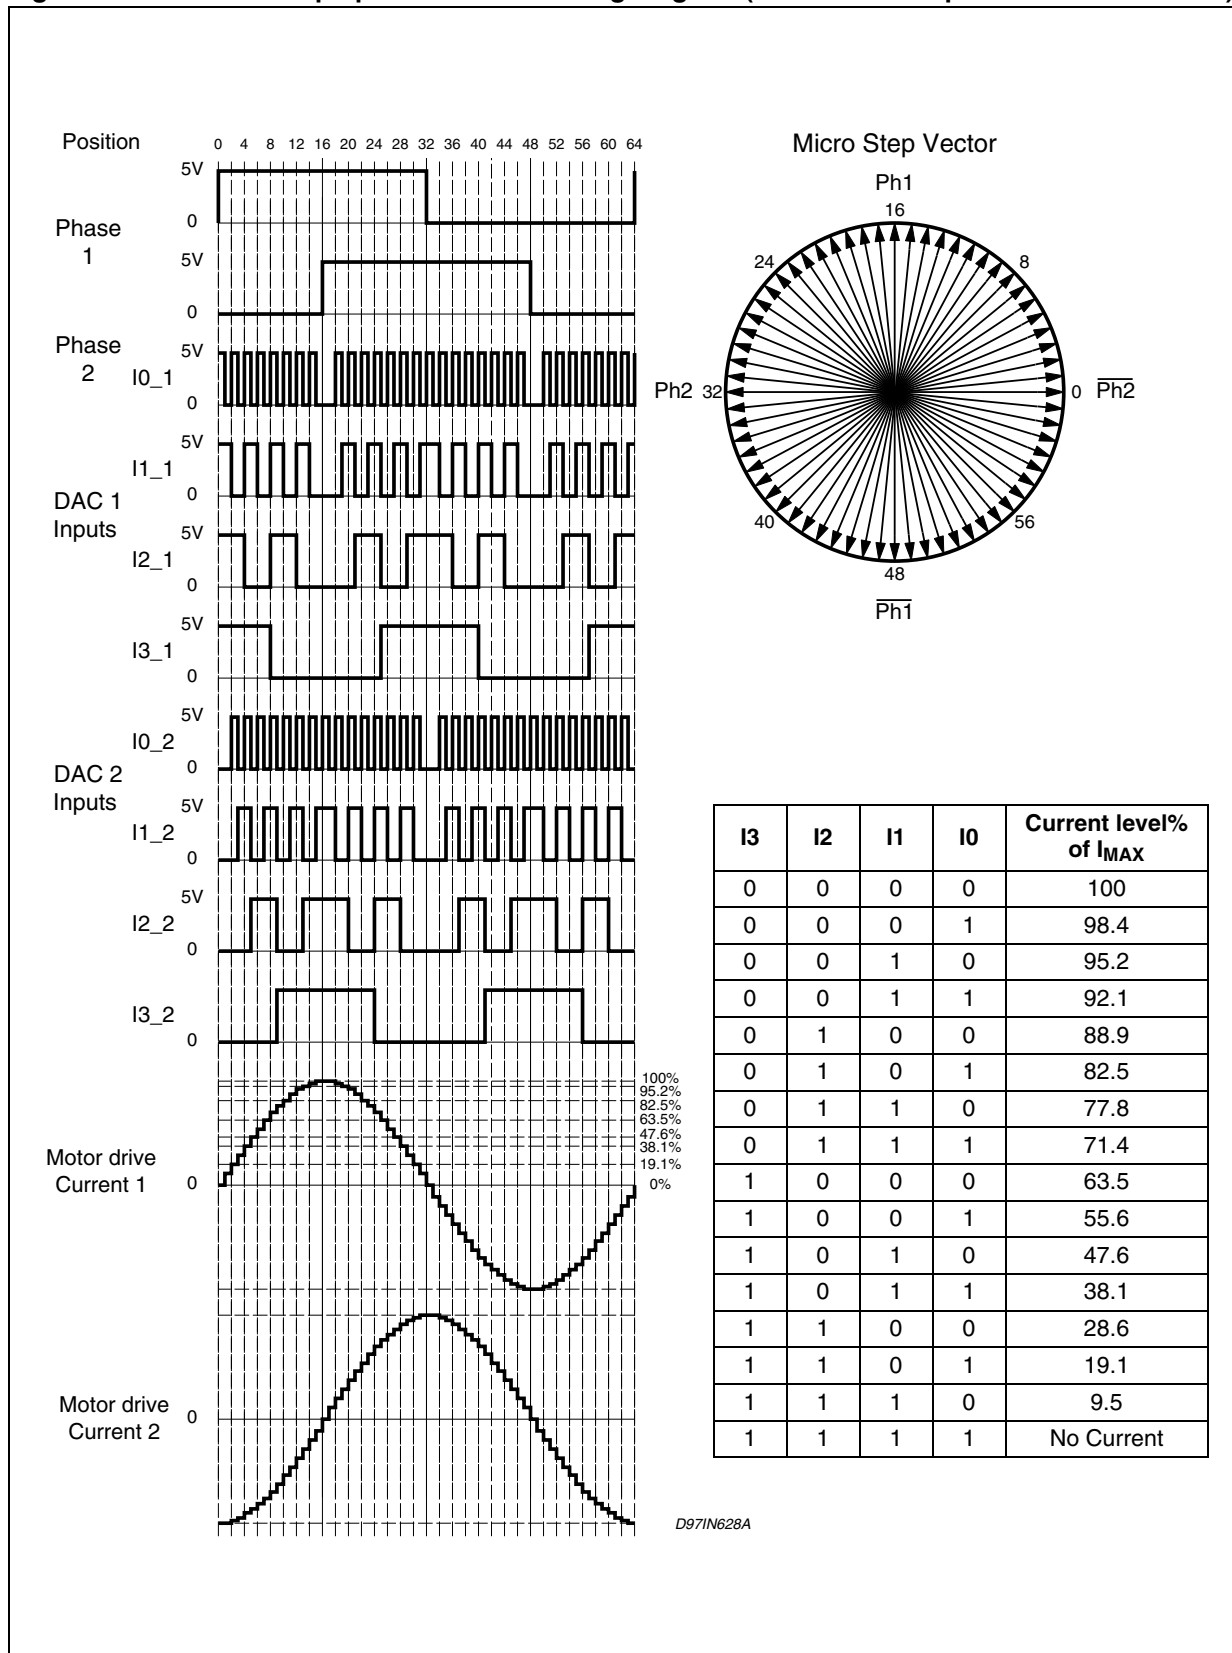 Position
0 4 8 12 16 20 24 28 32 36 40 44 48 52 56 60 64
5V
0
Phase
1
5V
0
Phase
2
I0_1
5V
0
I1_1
5V
0
DAC 1
Inputs
I2_1
5V
0
I3_1
5V
0
I0_2
5V
0
DAC 2
Inputs
I1_2
5V
0
I2_2
5V
0
I3_2
0
100%
95.2%
82.5%
63.5%
47.6%
38.1%
19.1%
0%
Motor drive
Current 1
0
Motor drive
Current 2
0
Micro Step Vector
Ph1
16
24
8
Ph2 32
0 Ph2
40
56
48
Ph1
I3 I2 I1 I0 Current level%
of IMAX
0 0 0 0 100
0 0 0 1 98.4
0 0 1 0 95.2
0 0 1 1 92.1
0 1 0 0 88.9
0 1 0 1 82.5
0 1 1 0 77.8
0 1 1 1 71.4
1 0 0 0 63.5
1 0 0 1 55.6
1 0 1 0 47.6
1 0 1 1 38.1
1 1 0 0 28.6
1 1 0 1 19.1
1 1 1 0 9.5
1 1 1 1 No Current
D97IN628A